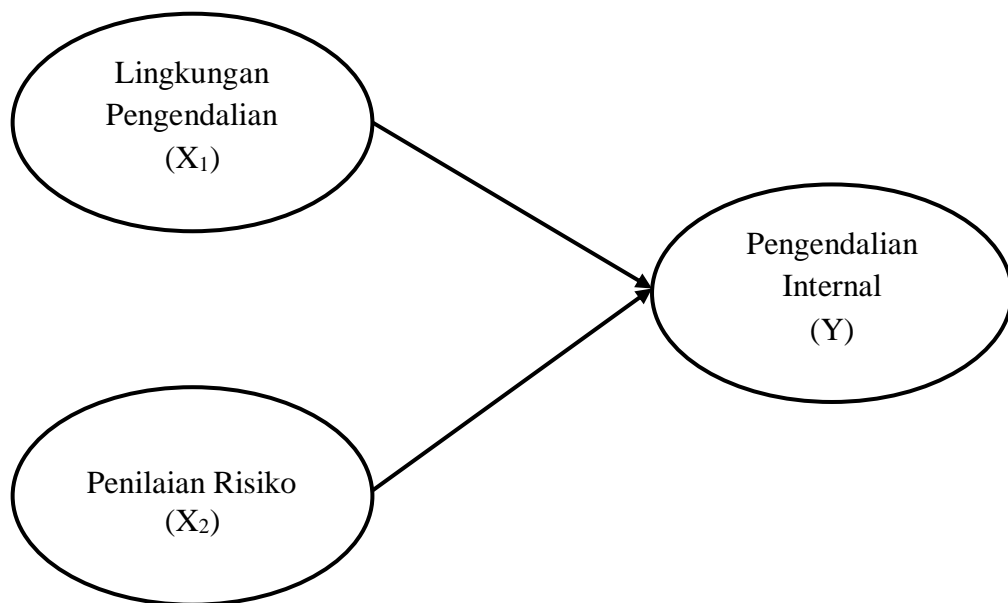 Lingkungan
Pengendalian
(X₁)
Pengendalian
Internal
(Y)
Penilaian Risiko
(X₂)